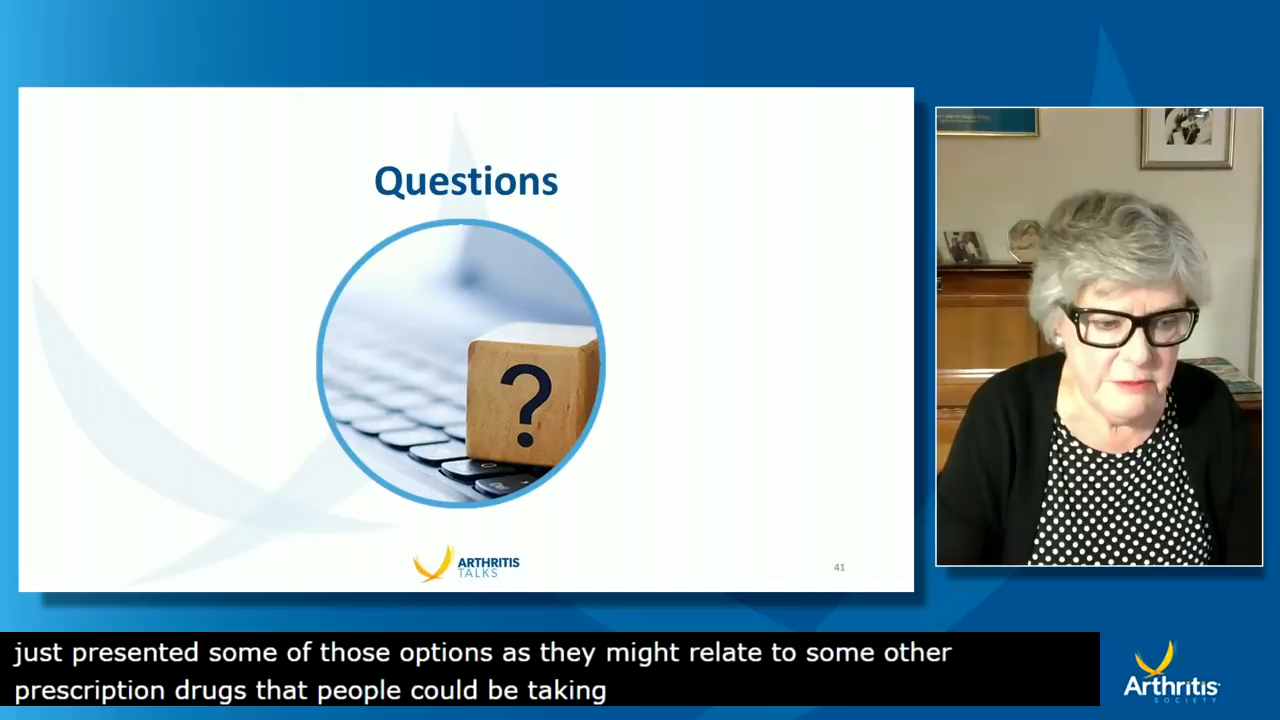 Questions
?
ARTHRITIS
TALKS
41
just presented some of those options as they might relate to some other
prescription drugs that people could be taking
Arthritis
SOCIETY